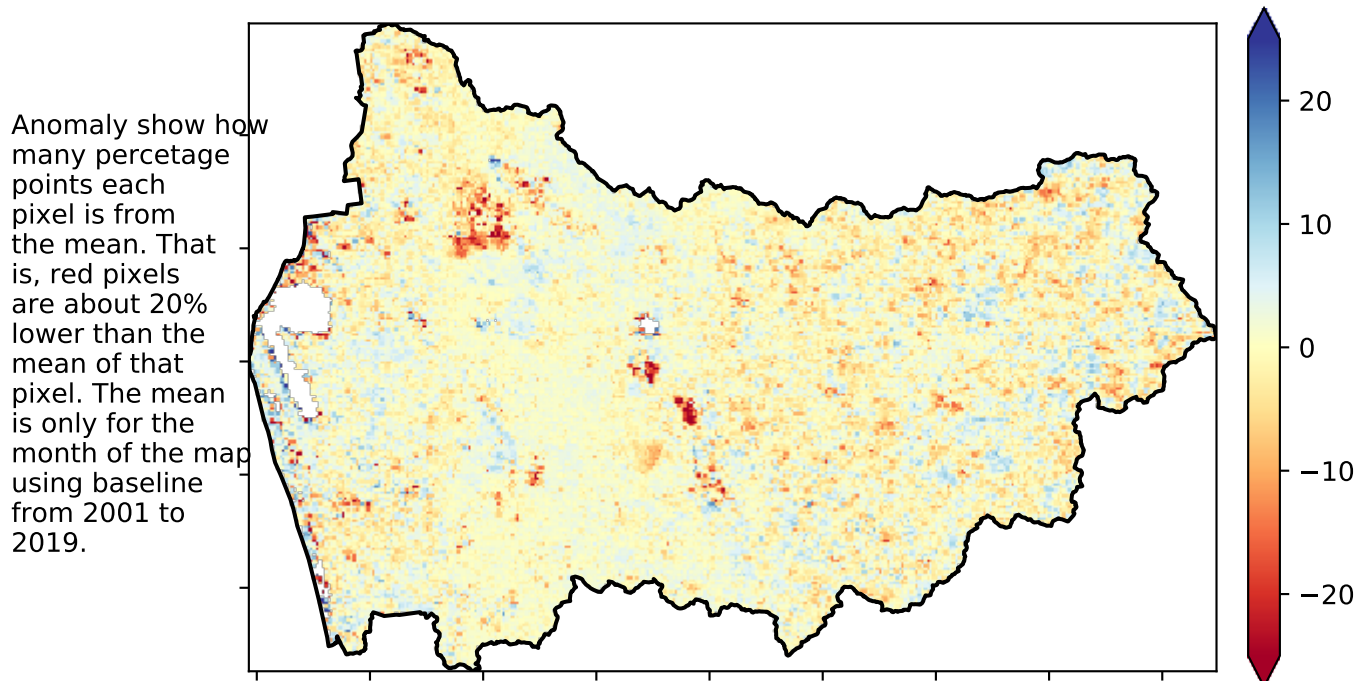 Anomaly show how
many percetage
points each
pixel is from
the mean. That
is, red pixels
are about 20%
lower than the
mean of that
pixel. The mean
is only for the
month of the map
using baseline
from 2001 to
2019.
20
10
0
−10
−20